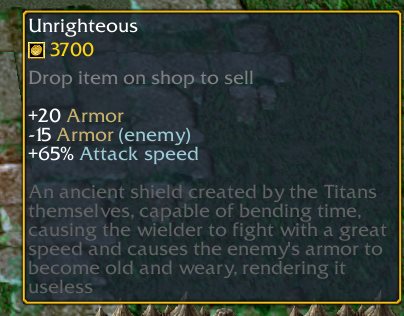 Unrighteous
3700
Drop item on shop to sell
+20 Armor
-15 Armor (enemy)
+65% Attack speed
An ancient shield created by the Titans
themselves, capable of bending time,
causing the wielder to fight with a great
speed and causes the enemy's armor to
become old and weary, rendering it
useless